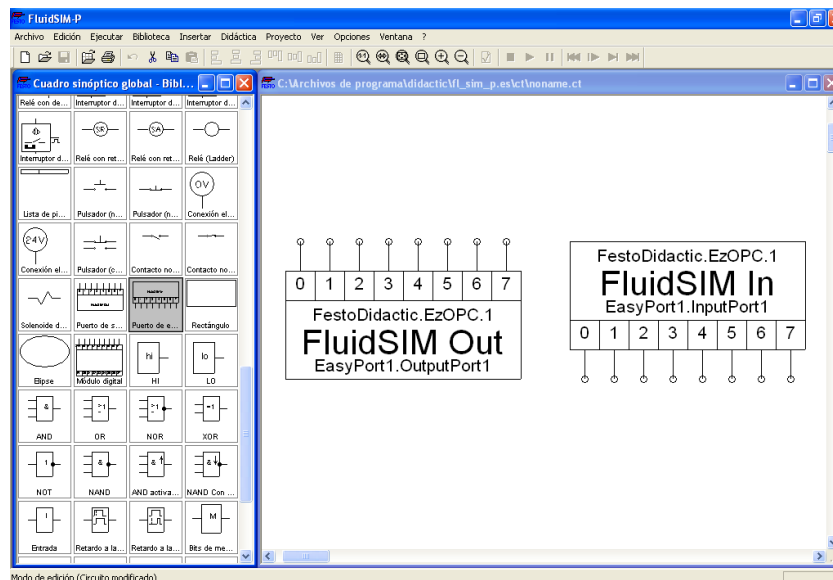 FluidSIM-P
Archivo Edición Ejecutar Biblioteca Insertar Didáctica Proyecto Ver Opciones Ventana ?
Cuadro sinóptico global - Bibl...
C:\Archivos de programa\didactic\fl_sim_p.es\ct\noname.ct
Relé con de... Interruptor d... Interruptor d... Interruptor d...
SR SA
Interruptor d... Relé con ret... Relé con ret... Relé (Ladder)
0V
Lista de pi... Pulsador (n... Pulsador (n... Conexión el...
24V
Conexión el... Pulsador (c... Contacto no... Contacto no...
Solenoide d... Puerto de s... Puerto de e... Rectángulo
hi lo
Elipse Módulo digital HI LO
& >1 >1 =1
AND OR NOR XOR
1 & & &
NOT NAND AND activa... NAND Con ...
I M
Entrada Retardo a la... Retardo a la... Bits de me...
0 1 2 3 4 5 6 7
FestoDidactic.EzOPC.1
FluidSIM Out
EasyPort1.OutputPort1
FestoDidactic.EzOPC.1
FluidSIM In
EasyPort1.InputPort1
0 1 2 3 4 5 6 7
Modo de edición (Circuito modificado)